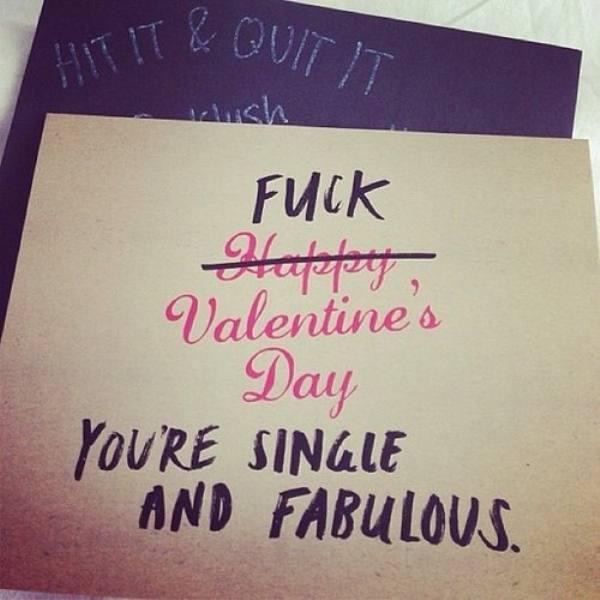 HIT IT & QUIT IT
FUCK
Happy
Valentine's
Day
YOU'RE SINGLE
AND FABULOUS.